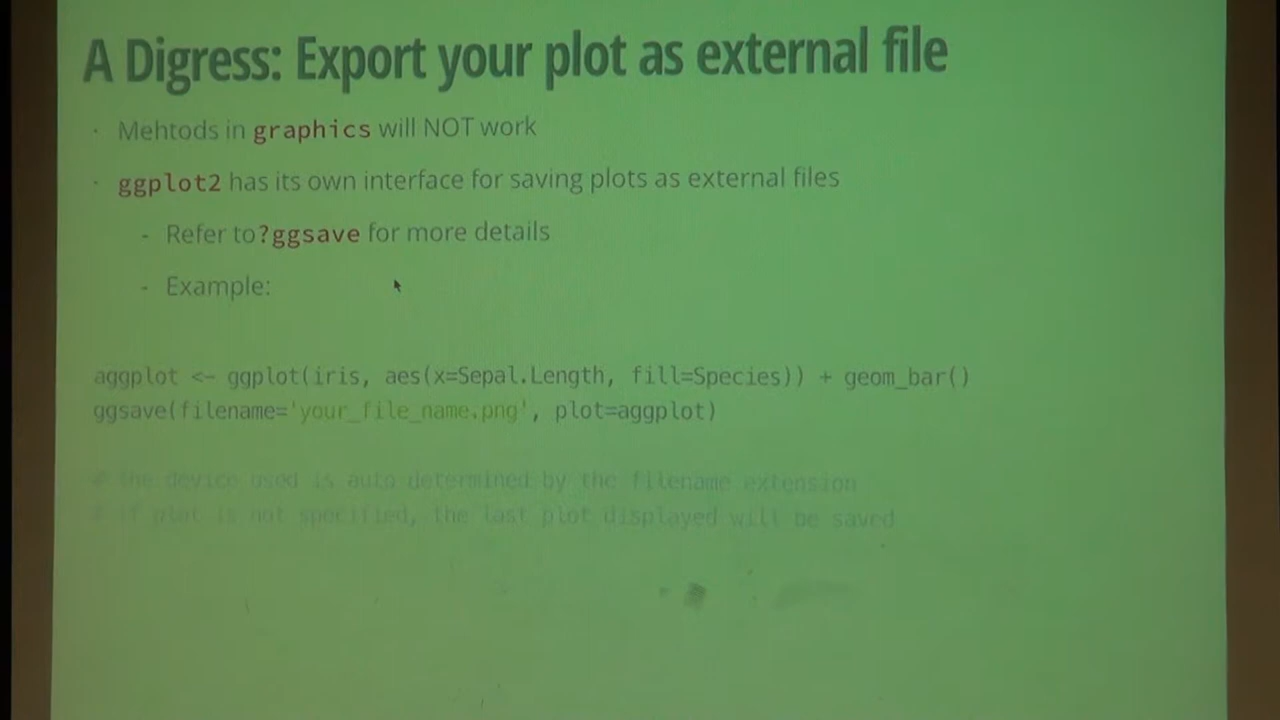 A Digress: Export your plot as external file
· Mehtods in graphics will NOT work
· ggplot2 has its own interface for saving plots as external files
- Refer to?ggsave for more details
- Example:
aggplot <- ggplot(iris, aes(x=Sepal.Length, fill=Species)) + geom_bar()
ggsave(filename='your_file_name.png', plot=aggplot)
# the device used is auto determined by the filename extension
# if plot is not specified, the last plot displayed will be saved